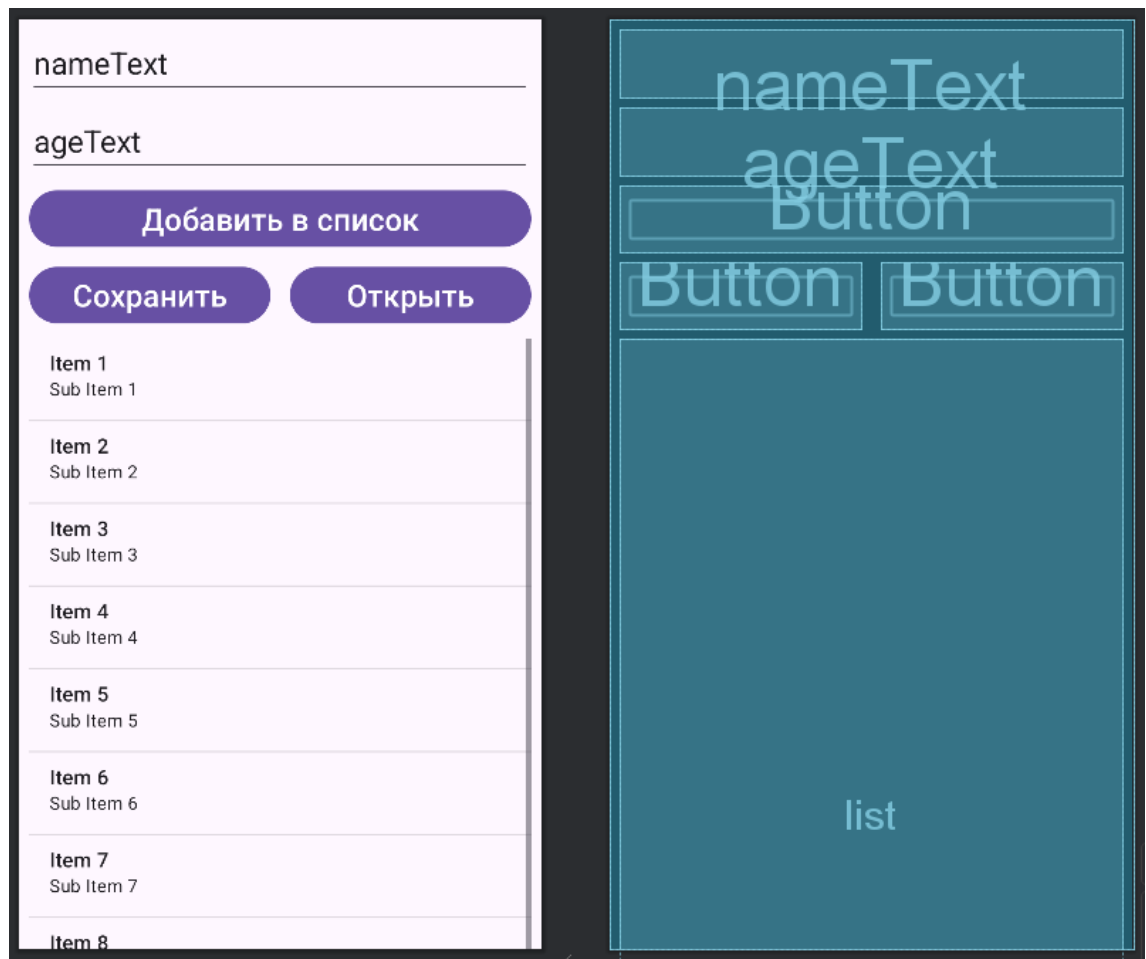 nameText
ageText
Добавить в список
Сохранить Открыть
Item 1
Sub Item 1
Item 2
Sub Item 2
Item 3
Sub Item 3
Item 4
Sub Item 4
Item 5
Sub Item 5
Item 6
Sub Item 6
Item 7
Sub Item 7
Item 8
nameText
ageText
Button
Button Button
list